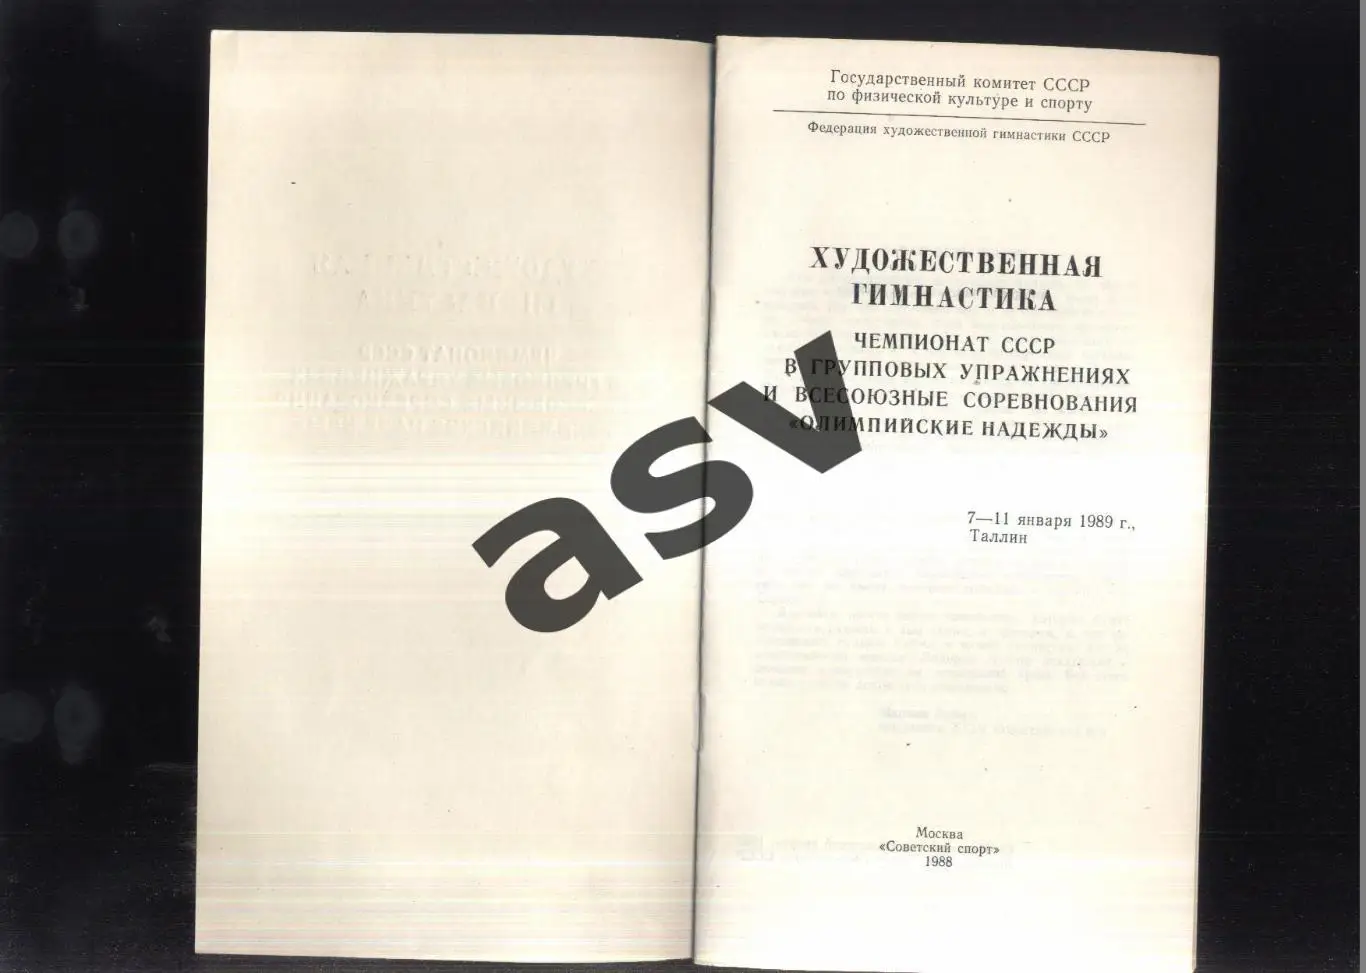 Государственный комитет СССР
по физической культуре и спорту
Федерация художественной гимнастики СССР
ХУДОЖЕСТВЕННАЯ
ГИМНАСТИКА
ЧЕМПИОНАТ СССР
В ГРУППОВЫХ УПРАЖНЕНИЯХ
И ВСЕСОЮЗНЫЕ СОРЕВНОВАНИЯ
«ОЛИМПИЙСКИЕ НАДЕЖДЫ»
7—11 января 1989 г.,
Таллин
Москва
«Советский спорт»
1988
asv